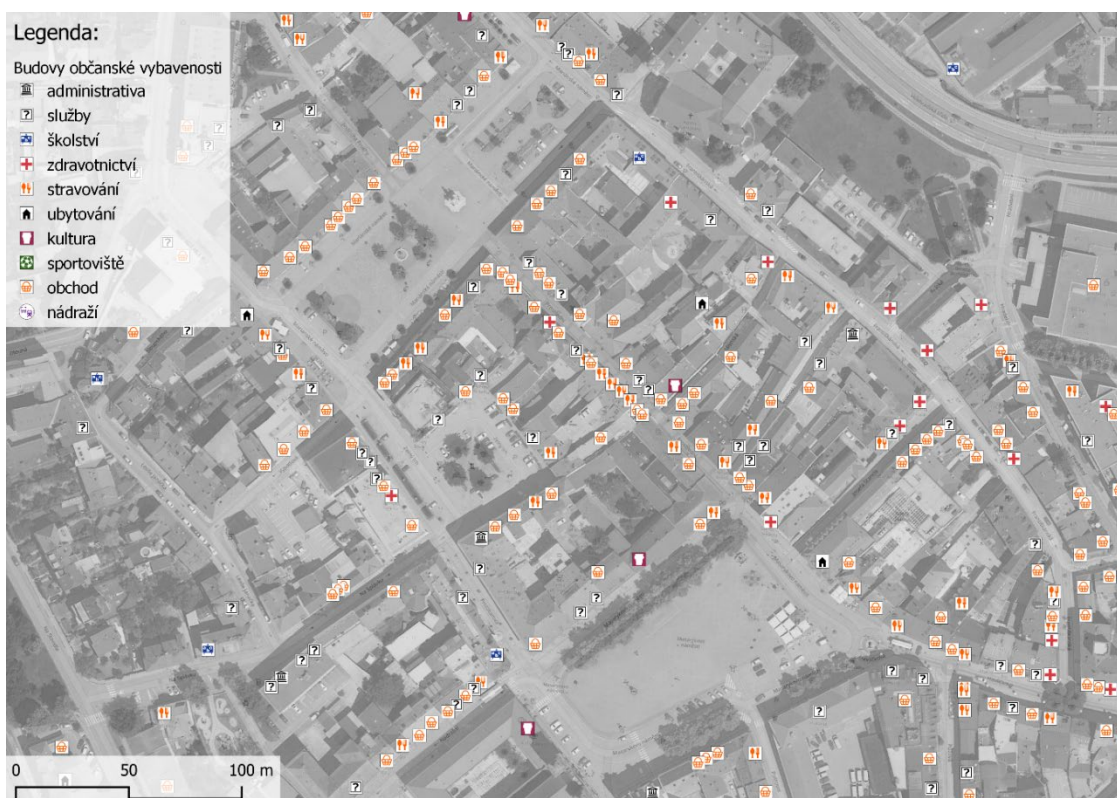 Legenda:
Budovy občanské vybavenosti
administrativa
služby
školství
zdravotnictví
stravování
ubytování
kultura
sportoviště
obchod
nádraží
0 50 100 m